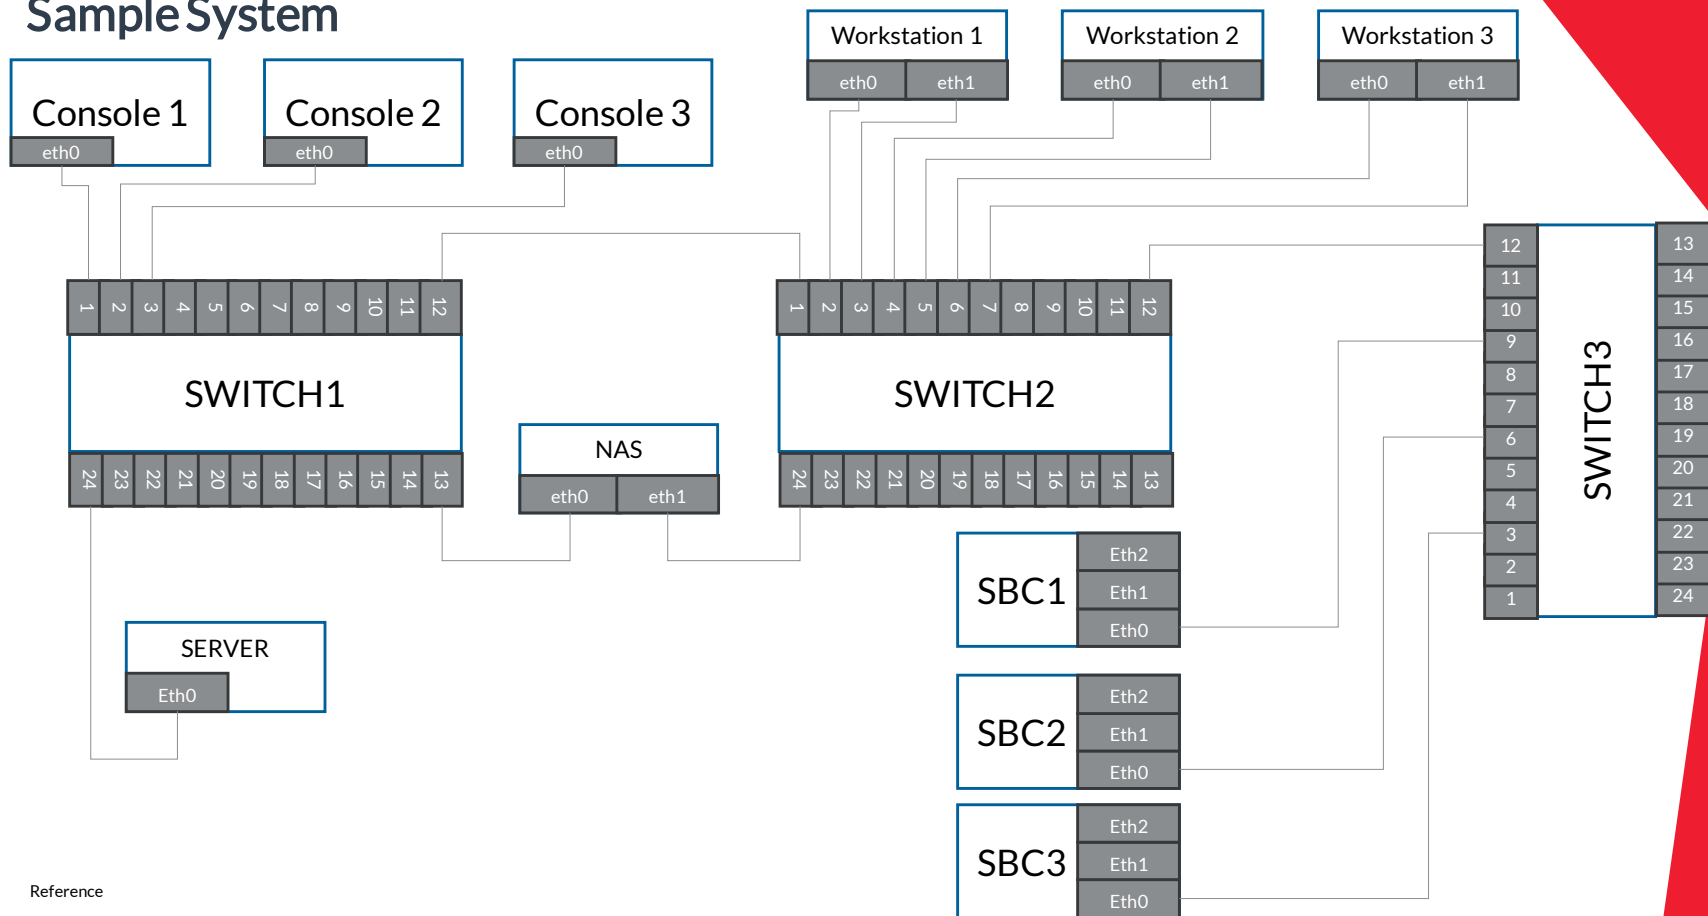 Sample System
Workstation 1
eth0 eth1
Workstation 2
eth0 eth1
Workstation 3
eth0 eth1
Console 1
eth0
Console 2
eth0
Console 3
eth0
1 2 3 4 5 6 7 8 9 10 11 12
SWITCH1
24 23 22 21 20 19 18 17 16 15 14 13
1 2 3 4 5 6 7 8 9 10 11 12
SWITCH2
24 23 22 21 20 19 18 17 16 15 14 13
12 11 10 9 8 7 6 5 4 3 2 1
SWITCH3
13 14 15 16 17 18 19 20 21 22 23 24
NAS
eth0 eth1
SERVER
Eth0
SBC1
Eth2
Eth1
Eth0
SBC2
Eth2
Eth1
Eth0
SBC3
Eth2
Eth1
Eth0
Reference